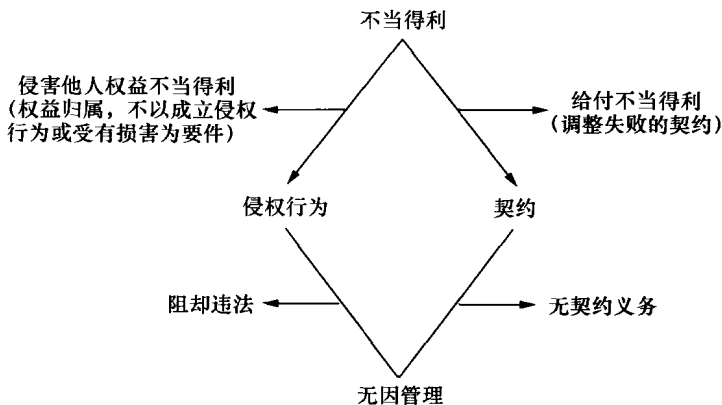 不当得利
侵害他人权益不当得利
(权益归属，不以成立侵权
行为或受有损害为要件)
给付不当得利
(调整失败的契约)
侵权行为
契约
阻却违法
无契约义务
无因管理